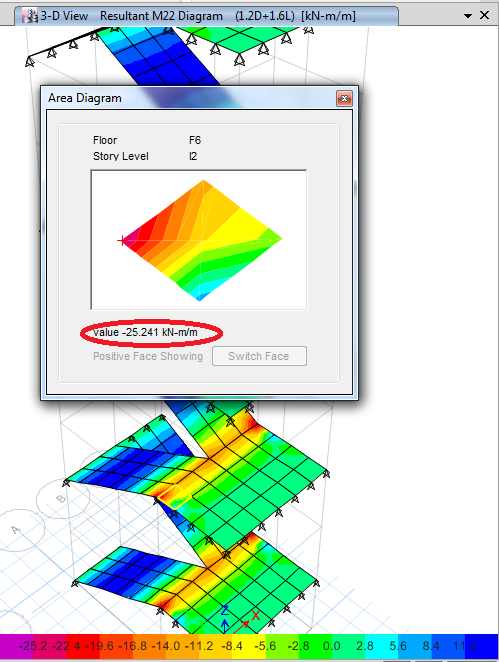 3-D View    Resultant M22 Diagram    (1.2D+1.6L)  [kN-m/m]
Area Diagram
Floor F6
Story Level I2
value -25.241 kN-m/m
Positive Face Showing Switch Face
B
A
Z
X
-25.2 -22.4 -19.6 -16.8 -14.0 -11.2 -8.4 -5.6 -2.8 0.0 2.8 5.6 8.4